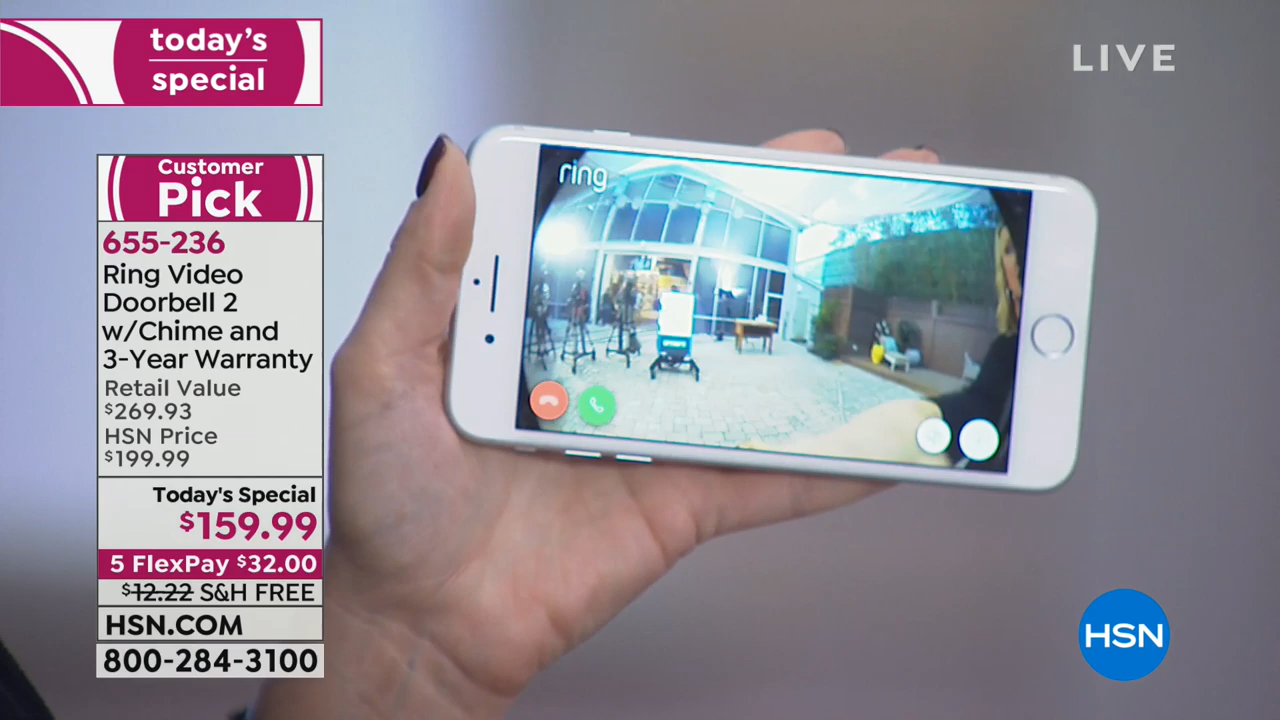 today's
special
LIVE
Customer
Pick
655-236
Ring Video
Doorbell 2
w/Chime and
3-Year Warranty
Retail Value
$269.93
HSN Price
$199.99
Today's Special
$159.99
5 FlexPay $32.00
$12.22 S&H FREE
HSN.COM
800-284-3100
ring
HSN